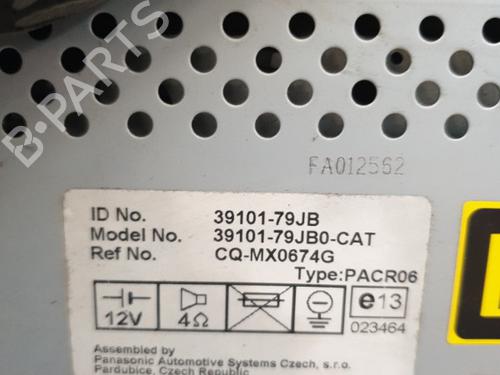 B-PARTS
FA012562
ID No. 39101-79JB
Model No. 39101-79JB0-CAT
Ref No. CQ-MX0674G
Type:PACR06
12V 4Ω e13
023464
Assembled by
Panasonic Automotive Systems Czech, s.r.o.
Pardubice, Czech Republic